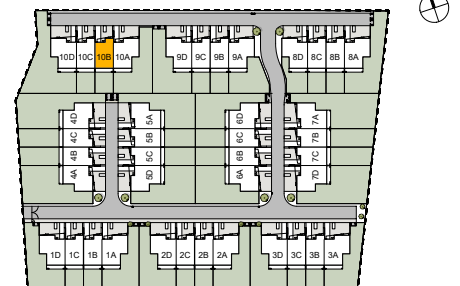 10D 10C 10B 10A 9D 9C 9B 9A 8D 8C 8B 8A
4D 5A 6D 7A
4C 5B 6C 7B
4B 5C 6B 7C
4A 5D 6A 7D
1D 1C 1B 1A 2D 2C 2B 2A 3D 3C 3B 3A